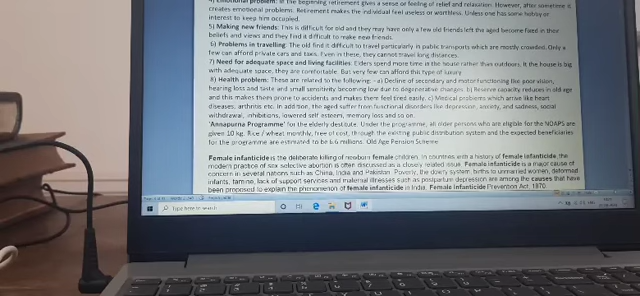 4) Emotional problem: In the beginning retirement gives a sense or feeling of relief and relaxation. However, after sometime it
creates emotional problems. Retirement makes the individual feel useless or worthless. Unless one has some hobby or
interest to keep him occupied.
5) Making new friends: This is difficult for old and they may have only a few old friends left the aged become fixed in their
beliefs and views and they find it difficult to make new friends.
6) Problems in travelling: The old find it difficult to travel particularly in public transports which are mostly crowded. Only a
few can afford private cars and taxis. Even in these, they cannot travel long distances.
7) Need for adequate space and living facilities: Elders spend more time in the house rather than outdoors. It the house is big
with adequate space, they are comfortable. But very few can afford this type of luxury
8) Health problem: These are related to the following: - a) Decline of secondary and motor functioning like poor vision,
hearing loss and taste and small sensitivity becoming low due to degenerative changes. b) Reserve capacity reduces in old age
and this makes them prone to accidents and makes them feel tired easily. c) Medical problems which arise like heart
diseases, arthritis etc. In addition, the aged suffer from functional disorders like depression, anxiety, and sadness, social
withdrawal, inhibitions, lowered self esteem, memory loss and so on.
'Annapurna Programme' for the elderly destitute. Under the programme, all older persons who are eligible for the NOAPS are
given 10 kg. Rice / wheat monthly, free of cost, through the existing public distribution system and the expected beneficiaries
for the programme are estimated to be 6.6 millions. Old Age Pension Scheme
Female infanticide is the deliberate killing of newborn female children. In countries with a history of female infanticide, the
modern practice of sex selective abortion is often discussed as a closely related issue. Female infanticide is a major cause of
concern in several nations such as China, India and Pakistan. Poverty, the dowry system, births to unmarried women, deformed
infants, famine, lack of support services and maternal illnesses such as postpartum depression are among the causes that have
been proposed to explain the phenomenon of female infanticide in India. Female Infanticide Prevention Act, 1870
Type here to search